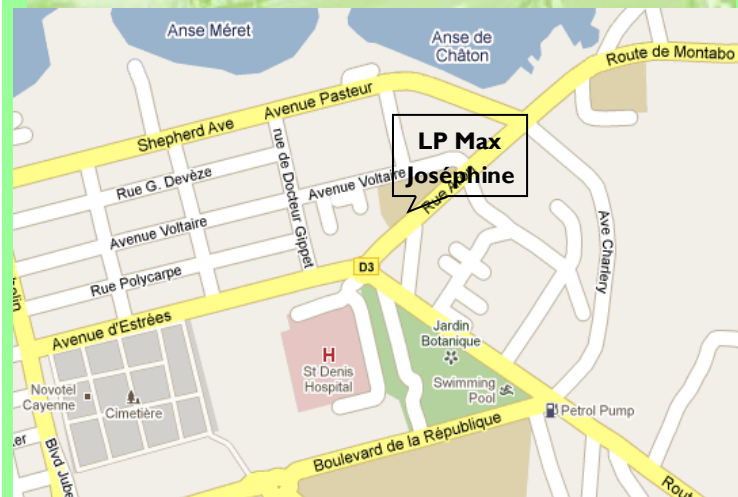 Anse Méret
Anse de
Châton
Route de Montabo
Avenue Pasteur
Shepherd Ave
LP Max
Joséphine
rue de Docteur Gippet
Rue G. Devèze
Avenue Voltaire
Rue
Avenue Voltaire
Ave Charlery
Rue Polycarpe
D3
Avenue d'Estrées
Jardin
Botanique
H
St Denis
Hospital
Swimming
Pool
Novotel
Cayenne
Cimetière
Petrol Pump
Boulevard de la République
Blvd Jube
Rout